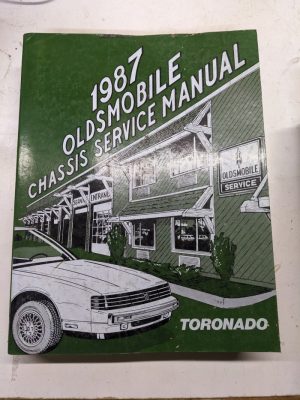 1987
OLDSMOBILE
CHASSIS SERVICE MANUAL
OLDSMOBILE
SERVICE
TORONADO